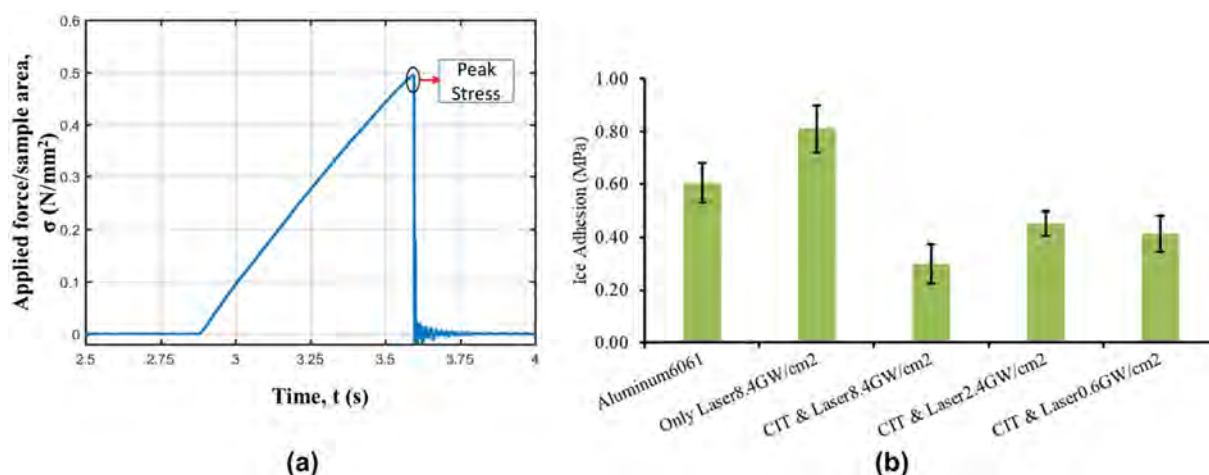 0.6
0.5
0.4
0.3
0.2
0.1
0
Applied force/sample area,
σ (N/mm²)
Peak
Stress
2.5
2.75
3
3.25
3.5
3.75
4
Time, t (s)
(a)
1.00
0.80
0.60
0.40
0.20
0.00
Ice Adhesion (MPa)
Aluminum6061
Only Laser8.4GW/cm2
CIT & Laser8.4GW/cm2
CIT & Laser2.4GW/cm2
CIT & Laser0.6GW/cm2
(b)